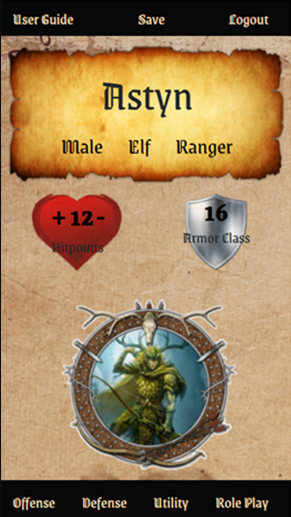 User Guide Save Logout
Astyn
Male Elf Ranger
+ 12 -
Hitpoints
16
Armor Class
Offense Defense Utility Role Play